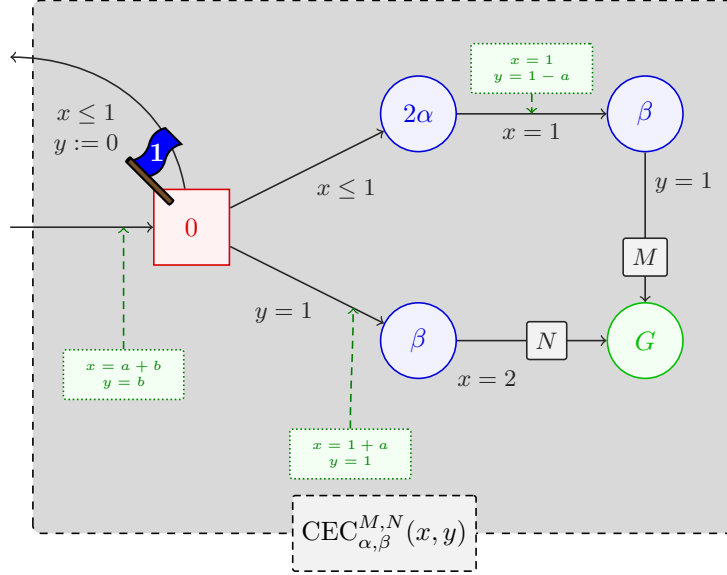 x = 1
y = 1 − a
2α
β
x = 1
x ≤ 1
y := 0
1
x ≤ 1
y = 1
0
M
y = 1
β
N
G
x = 2
x = a + b
y = b
x = 1 + a
y = 1
CEC^{M,N}_{α,β}(x, y)